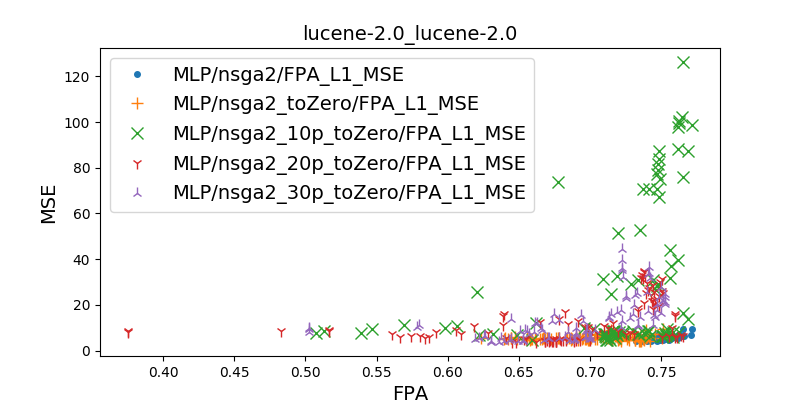 lucene-2.0_lucene-2.0
MLP/nsga2/FPA_L1_MSE
MLP/nsga2_toZero/FPA_L1_MSE
MLP/nsga2_10p_toZero/FPA_L1_MSE
MLP/nsga2_20p_toZero/FPA_L1_MSE
MLP/nsga2_30p_toZero/FPA_L1_MSE
MSE
120
100
80
60
40
20
0
0.40 0.45 0.50 0.55 0.60 0.65 0.70 0.75
FPA